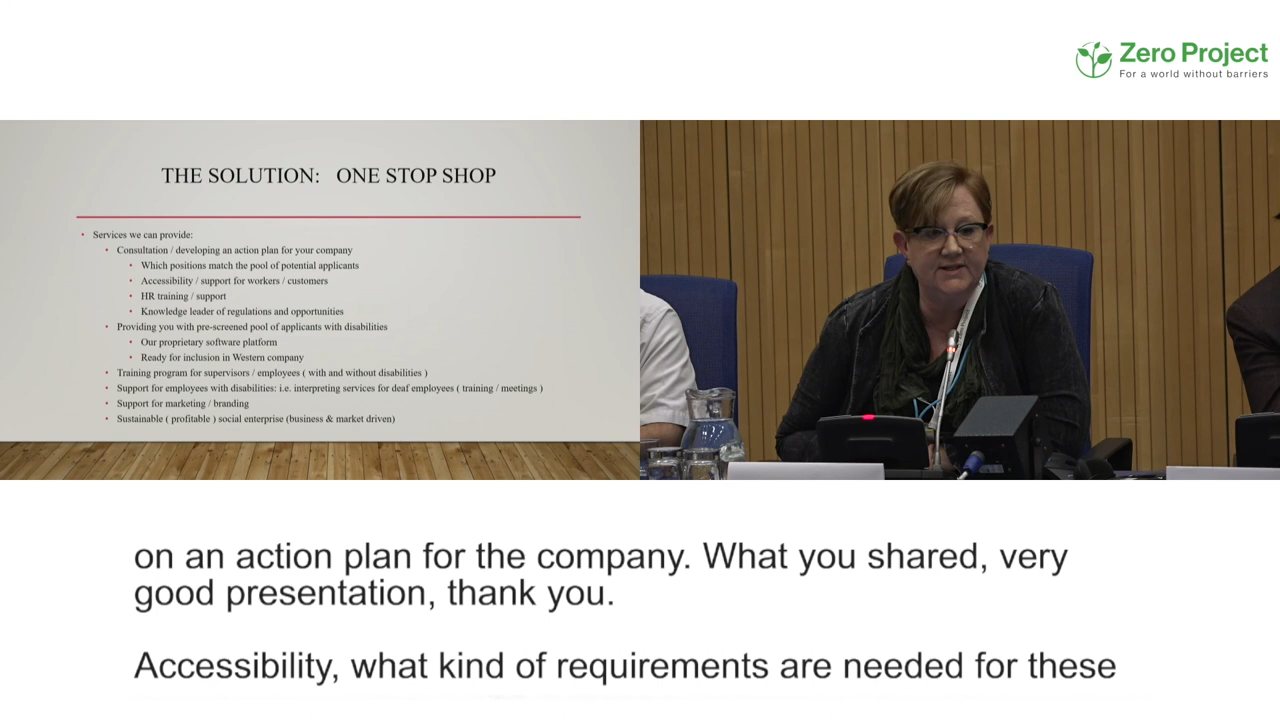 Zero Project
For a world without barriers
THE SOLUTION: ONE STOP SHOP
• Services we can provide:
• Consultation / developing an action plan for your company
• Which positions match the pool of potential applicants
• Accessibility / support for workers / customers
• HR training / support
• Knowledge leader of regulations and opportunities
• Providing you with pre-screened pool of applicants with disabilities
• Our proprietary software platform
• Ready for inclusion in Western company
• Training program for supervisors / employees ( with and without disabilities )
• Support for employees with disabilities: i.e. interpreting services for deaf employees ( training / meetings )
• Support for marketing / branding
• Sustainable ( profitable ) social enterprise (business & market driven)
on an action plan for the company. What you shared, very
good presentation, thank you.
Accessibility, what kind of requirements are needed for these